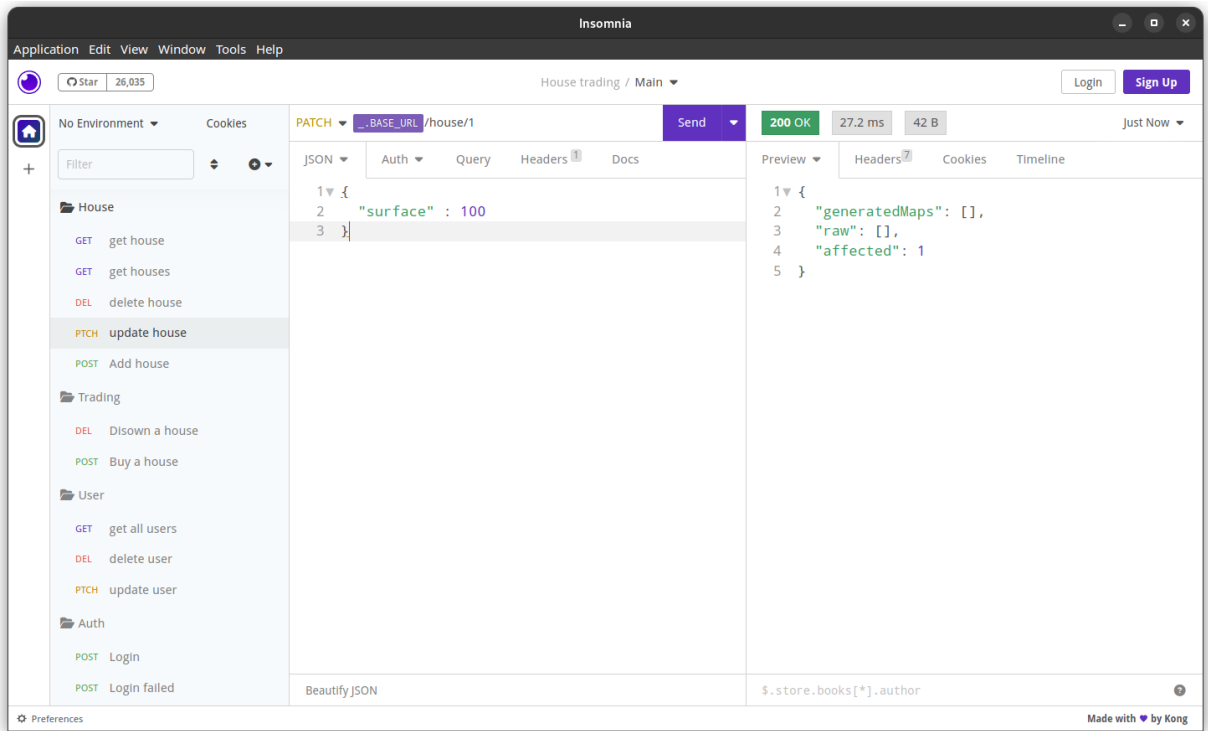 Insomnia
Application Edit View Window Tools Help
Star 26,035
House trading / Main
Login Sign Up
No Environment Cookies
Filter
House
GET get house
GET get houses
DEL delete house
PTCH update house
POST Add house
Trading
DEL Disown a house
POST Buy a house
User
GET get all users
DEL delete user
PTCH update user
Auth
POST Login
POST Login failed
PATCH _.BASE_URL /house/1 Send
JSON Auth Query Headers 1 Docs
1 {
2 "surface" : 100
3 }
Beautify JSON
200 OK 27.2 ms 42 B Just Now
Preview Headers 7 Cookies Timeline
1 {
2 "generatedMaps": [],
3 "raw": [],
4 "affected": 1
5 }
$.store.books[*].author
Preferences
Made with ♥ by Kong